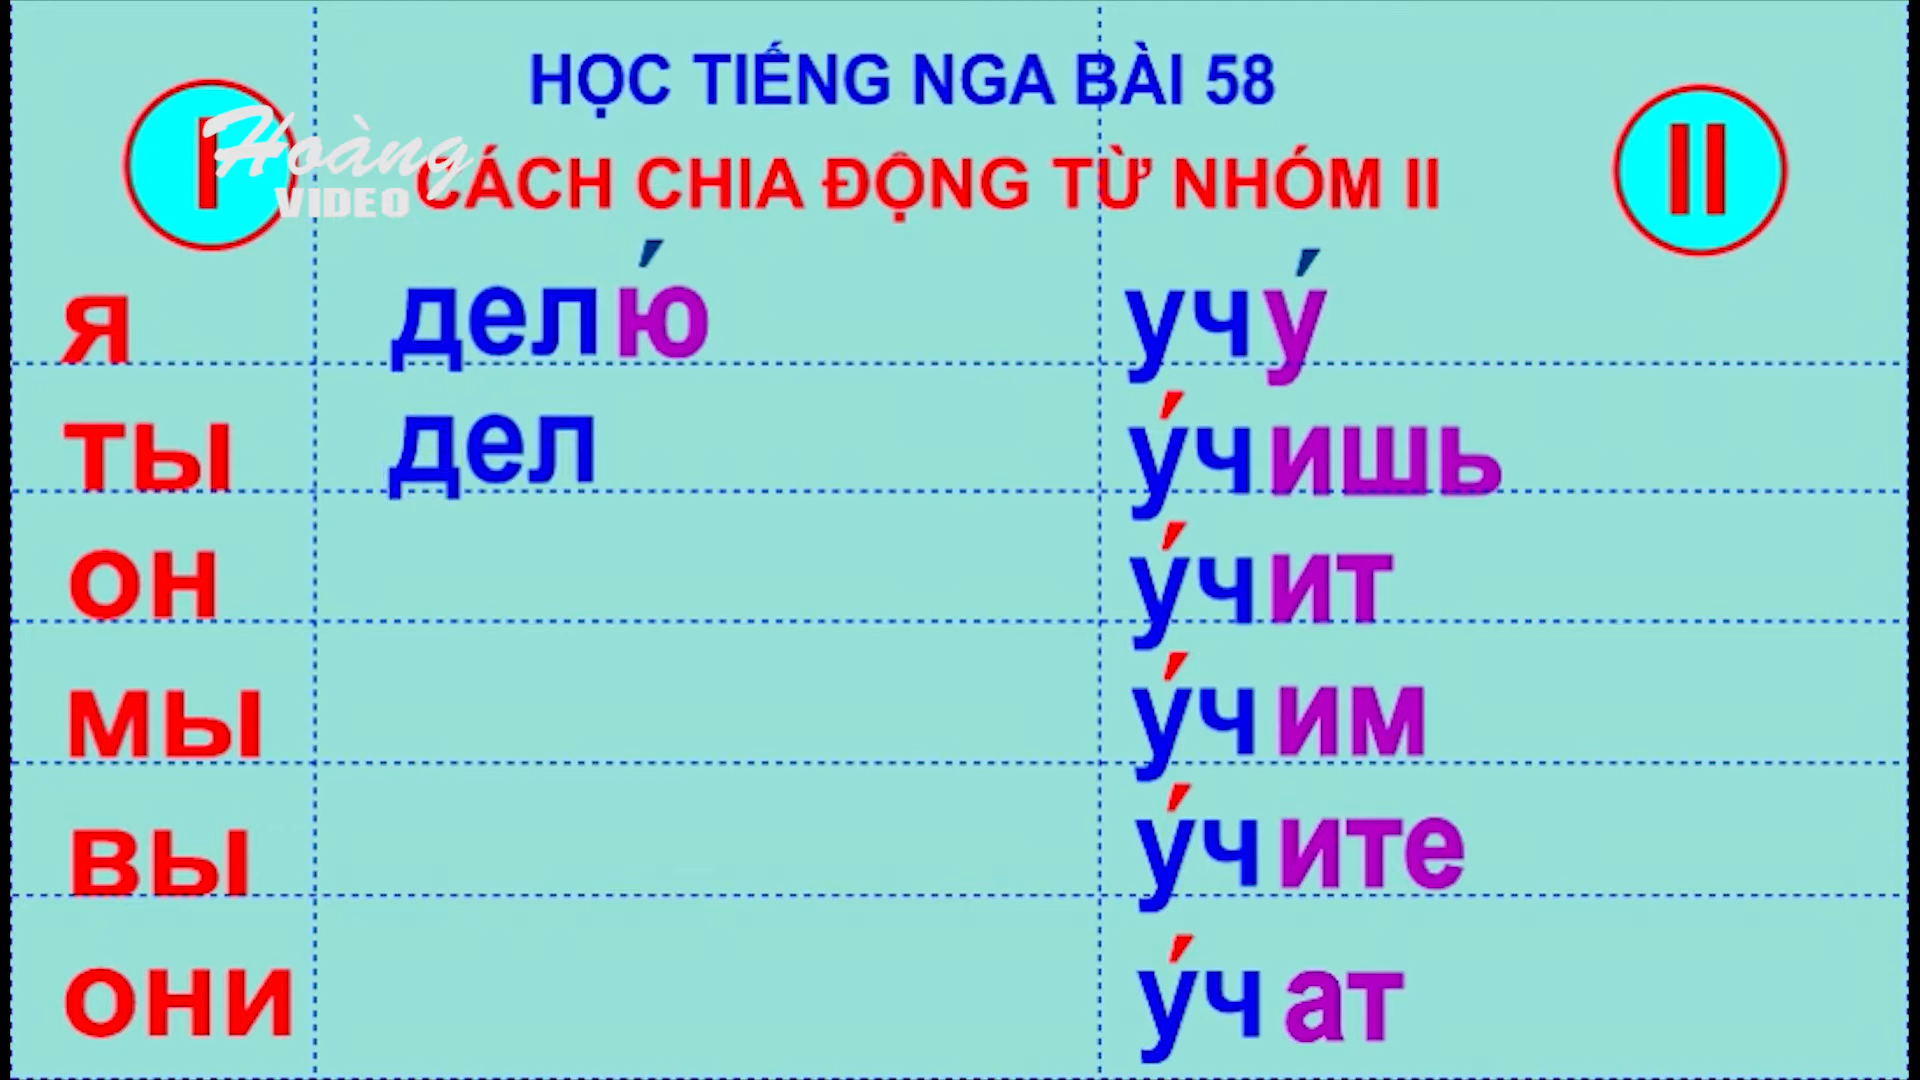 HỌC TIẾNG NGA BÀI 58
I
Hoàng
VIDEO
CÁCH CHIA ĐỘNG TỪ NHÓM II
II
я делю́ учу́
ты дел у́чишь
он у́чит
мы у́чим
вы у́чите
они у́чат